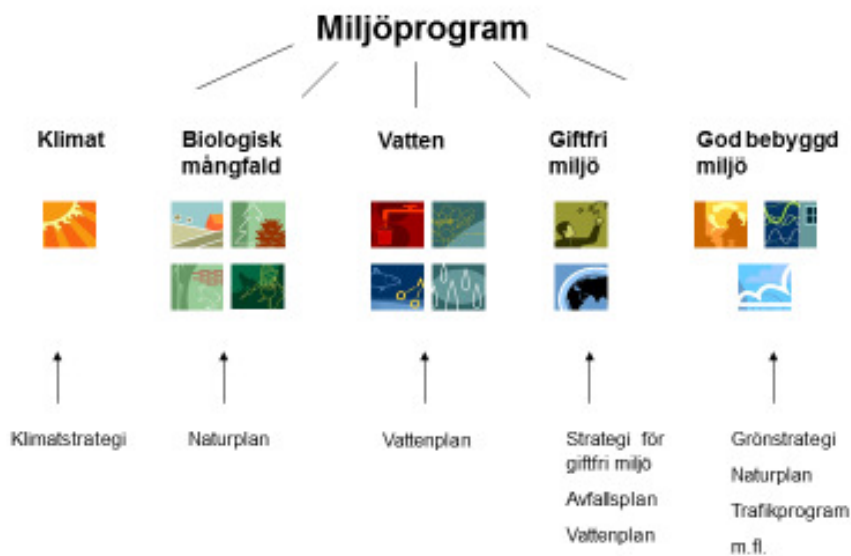 Miljöprogram
Klimat
Biologisk
mångfald
Vatten
Giftfri
miljö
God bebyggd
miljö
Klimatstrategi
Naturplan
Vattenplan
Strategi för
giftfri miljö
Avfallsplan
Vattenplan
Grönstrategi
Naturplan
Trafikprogram
m.fl.